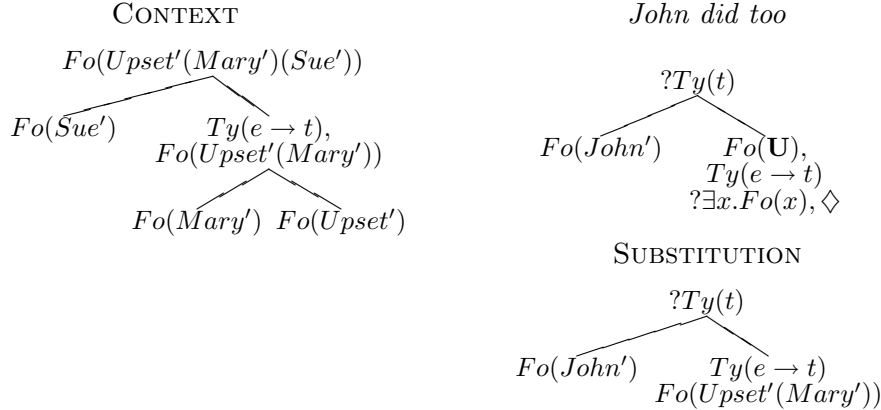 CONTEXT
Fo(Upset′(Mary′)(Sue′))
Fo(Sue′) Ty(e → t),
Fo(Upset′(Mary′))
Fo(Mary′) Fo(Upset′)
John did too
?Ty(t)
Fo(John′) Fo(U),
Ty(e → t)
?∃x.Fo(x), ♢
SUBSTITUTION
?Ty(t)
Fo(John′) Ty(e → t)
Fo(Upset′(Mary′))